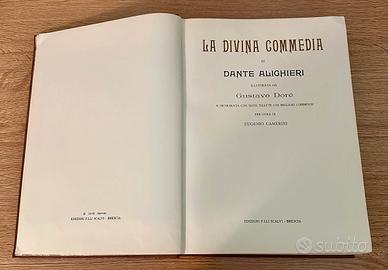 EDIZIONI F.LLI SCALVI - BRESCIA
LA DIVINA COMMEDIA
DI
DANTE ALIGHIERI
ILLUSTRATA DA
Gustavo Doré
E DICHIARATA CON NOTE TRATTE DAI MIGLIORI COMMENTI
PER CURA DI
EUGENIO CAMERINI
EDIZIONI F.LLI SCALVI - BRESCIA
subito